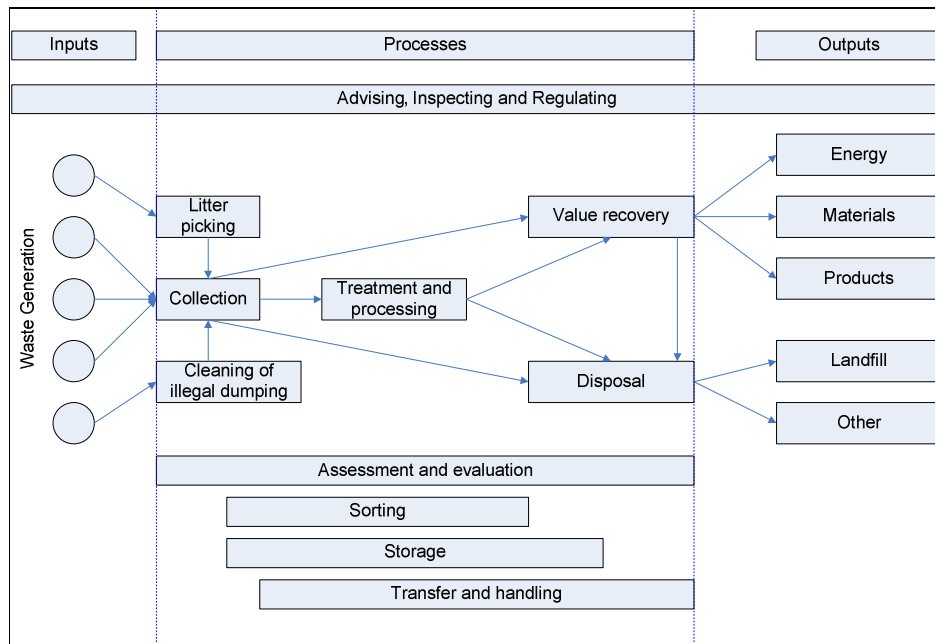 Inputs
Processes
Outputs
Advising, Inspecting and Regulating
Waste Generation
Litter
picking
Collection
Cleaning of
illegal dumping
Treatment and
processing
Value recovery
Disposal
Energy
Materials
Products
Landfill
Other
Assessment and evaluation
Sorting
Storage
Transfer and handling